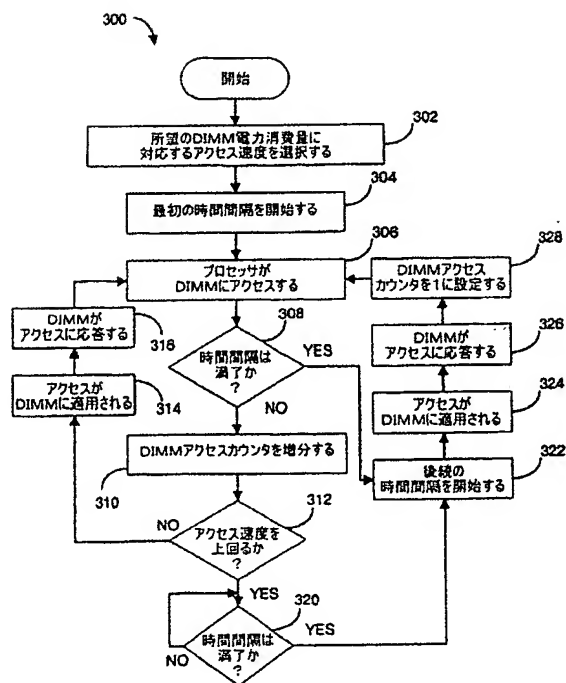 300
開始
所望のDIMM電力消費量に
対応するアクセス速度を選択する
302
最初の時間間隔を開始する
304
プロセッサが
DIMMにアクセスする
306
時間間隔は
満了か
?
308
YES
NO
DIMMアクセスカウンタを増分する
310
アクセス速度を
上回るか
?
312
NO
YES
アクセスが
DIMMに適用される
314
DIMMが
アクセスに応答する
316
時間間隔は
満了か
?
320
NO
YES
後続の
時間間隔を開始する
322
アクセスが
DIMMに適用される
324
DIMMが
アクセスに応答する
326
DIMMアクセス
カウンタを1に設定する
328